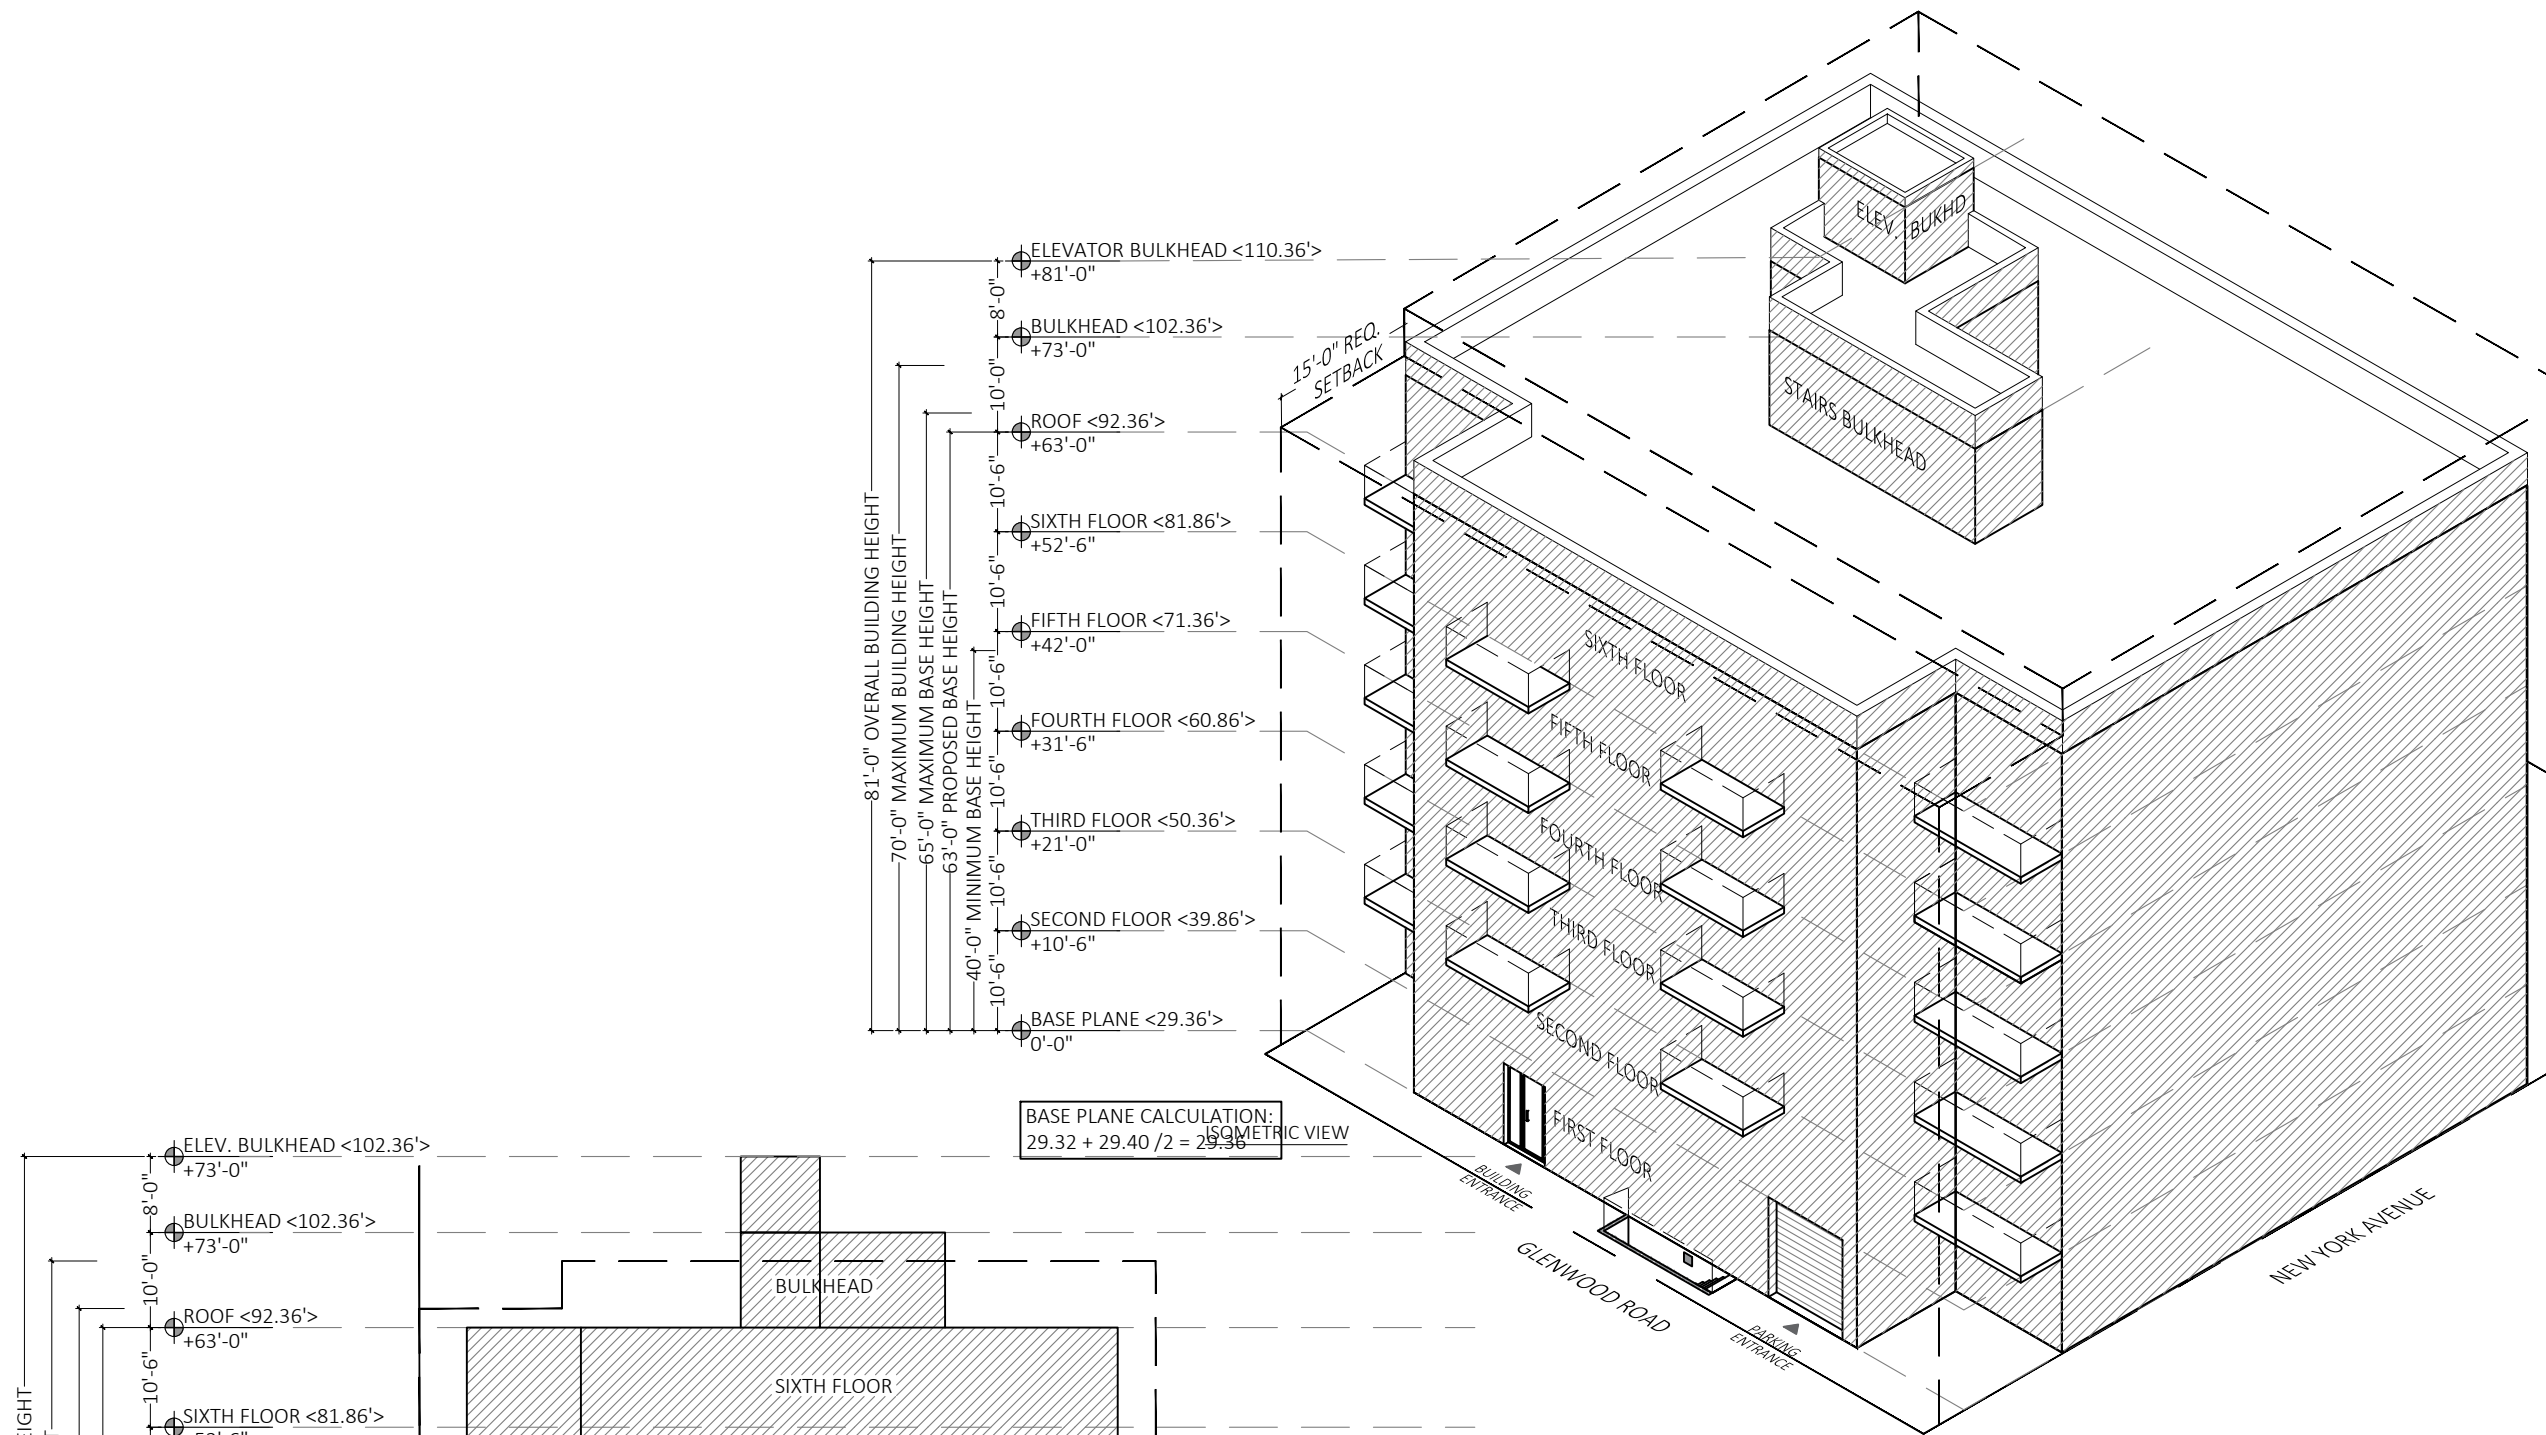 ELEVATOR BULKHEAD <110.36'>
+81'-0"
BULKHEAD <102.36'>
+73'-0"
ROOF <92.36'>
+63'-0"
SIXTH FLOOR <81.86'>
+52'-6"
FIFTH FLOOR <71.36'>
+42'-0"
FOURTH FLOOR <60.86'>
+31'-6"
THIRD FLOOR <50.36'>
+21'-0"
SECOND FLOOR <39.86'>
+10'-6"
BASE PLANE <29.36'>
0'-0"
81'-0" OVERALL BUILDING HEIGHT
70'-0" MAXIMUM BUILDING HEIGHT
65'-0" MAXIMUM BASE HEIGHT
63'-0" PROPOSED BASE HEIGHT
40'-0" MINIMUM BASE HEIGHT
8'-0"
10'-0"
10'-6"
10'-6"
10'-6"
10'-6"
10'-6"
10'-6"
15'-0" REQ.
SETBACK
ELEV. BUKHD
STAIRS BULKHEAD
SIXTH FLOOR
FIFTH FLOOR
FOURTH FLOOR
THIRD FLOOR
SECOND FLOOR
FIRST FLOOR
BUILDING
ENTRANCE
GLENWOOD ROAD
PARKING
ENTRANCE
NEW YORK AVENUE
BASE PLANE CALCULATION:
29.32 + 29.40 /2 = 29.36
ISOMETRIC VIEW
ELEV. BULKHEAD <102.36'>
+73'-0"
BULKHEAD <102.36'>
+73'-0"
ROOF <92.36'>
+63'-0"
SIXTH FLOOR <81.86'>
8'-0"
10'-0"
10'-6"
BULKHEAD
SIXTH FLOOR